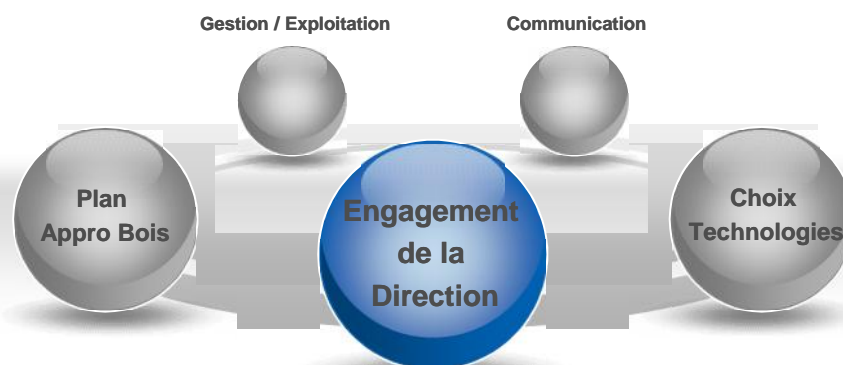 Gestion / Exploitation
Communication
Plan
Appro Bois
Engagement
de la
Direction
Choix
Technologies